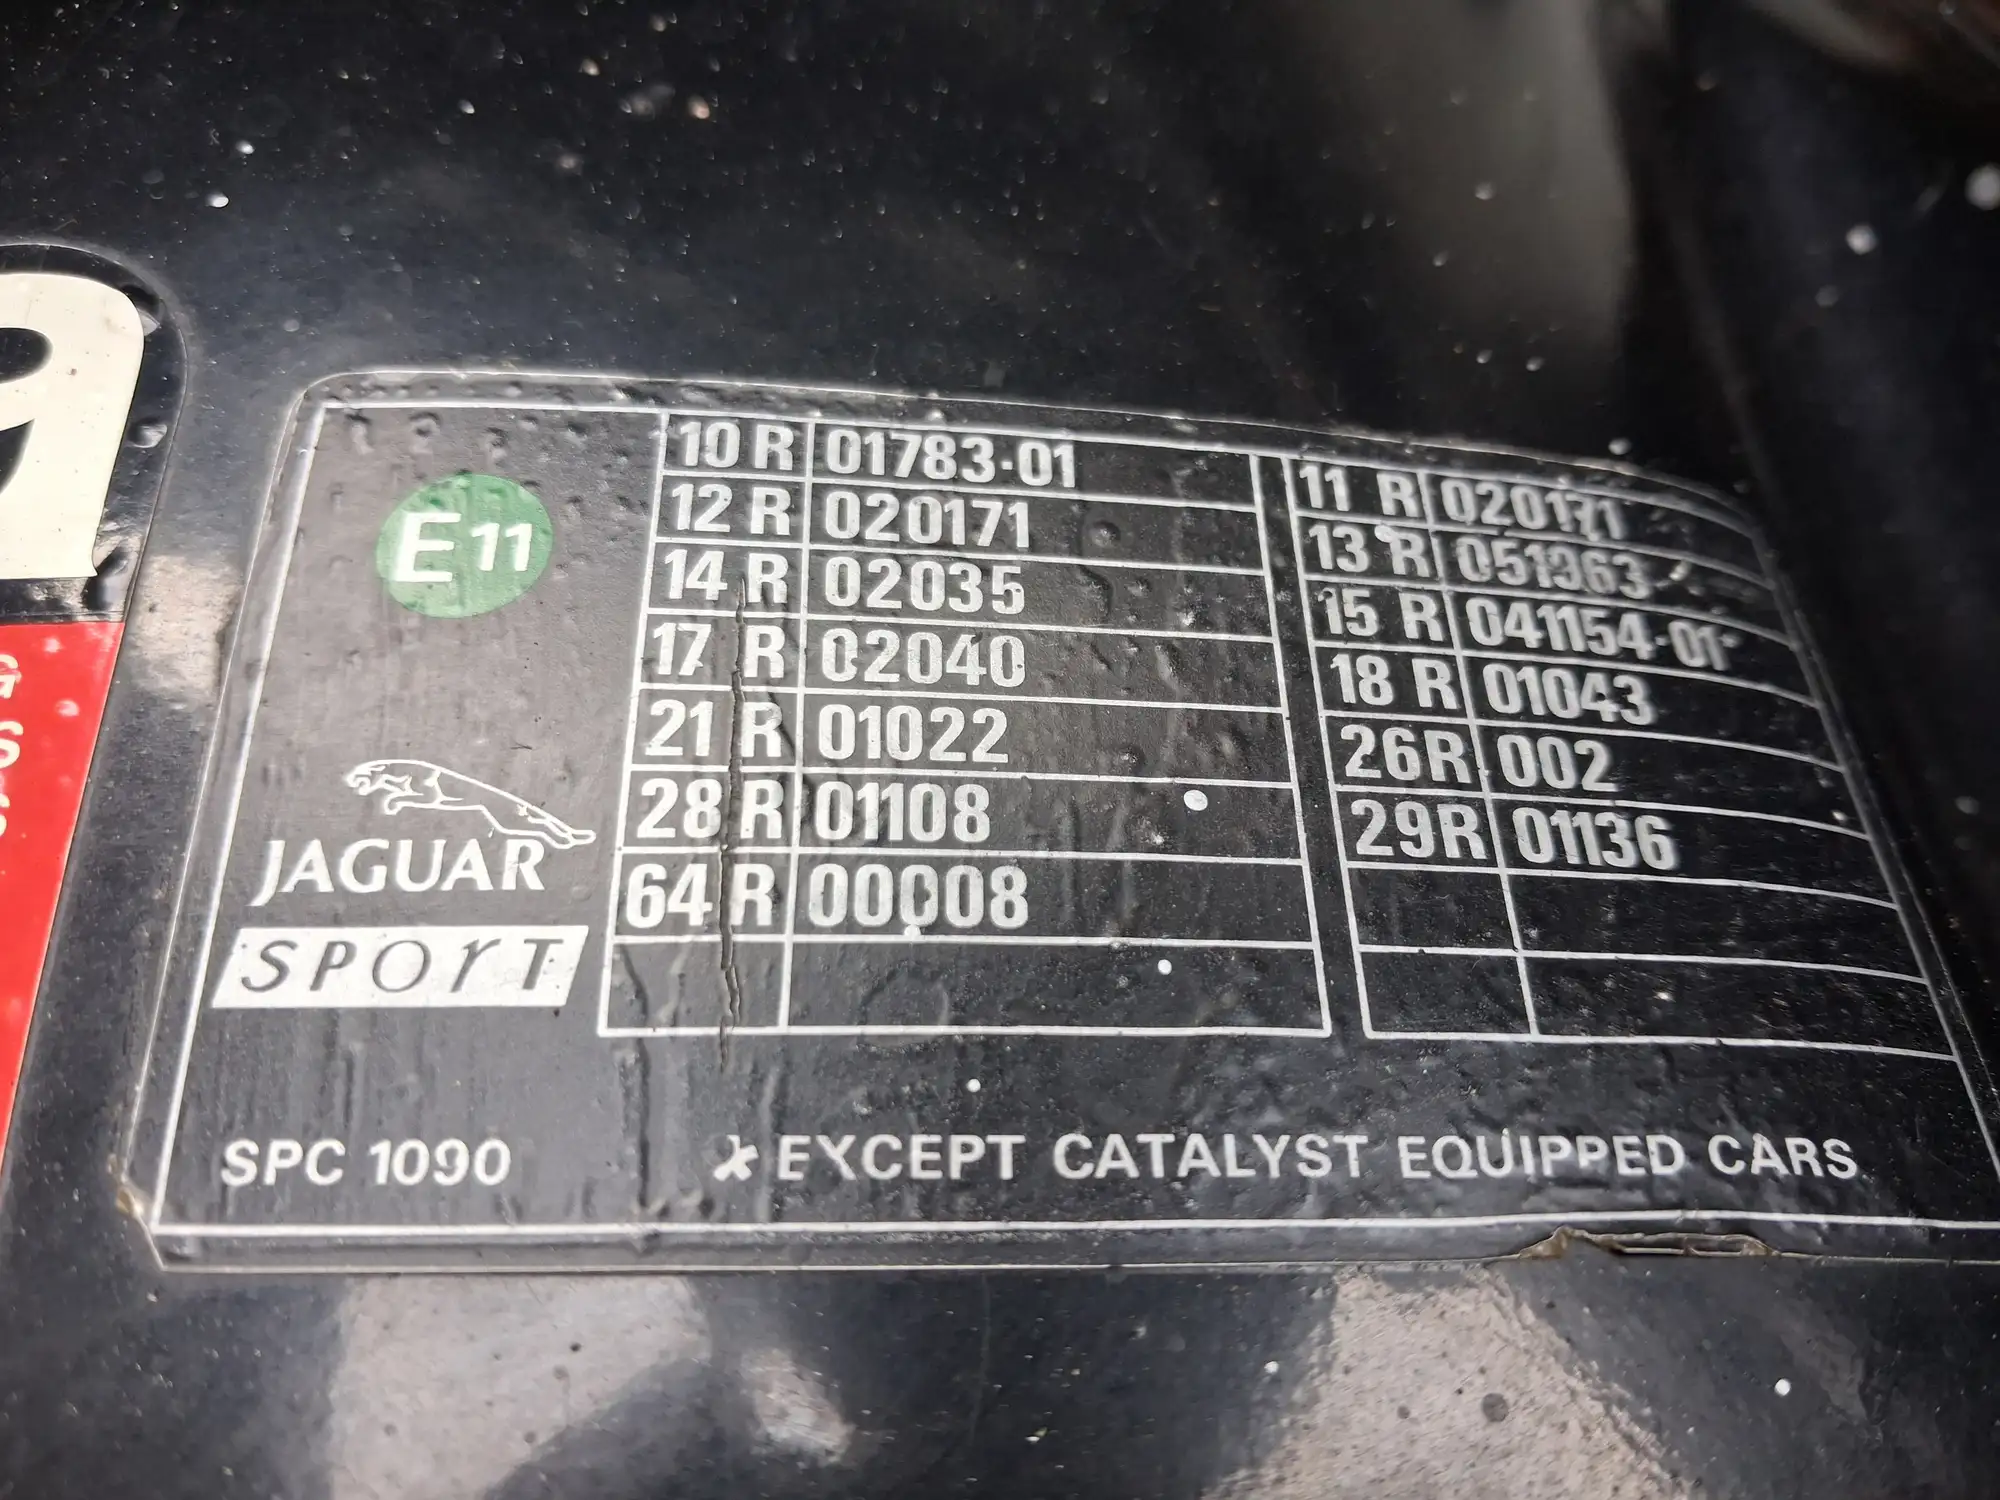 E11
JAGUAR
SPORT
SPC 1090
10 R 01783-01
12 R 020171
14 R 02035
17 R 02040
21 R 01022
28 R 01108
64 R 00008
11 R 020171
13 R
15 R 041154-01*
18 R 01043
26R 002
29R 01136
* EXCEPT CATALYST EQUIPPED CARS
G
S
S